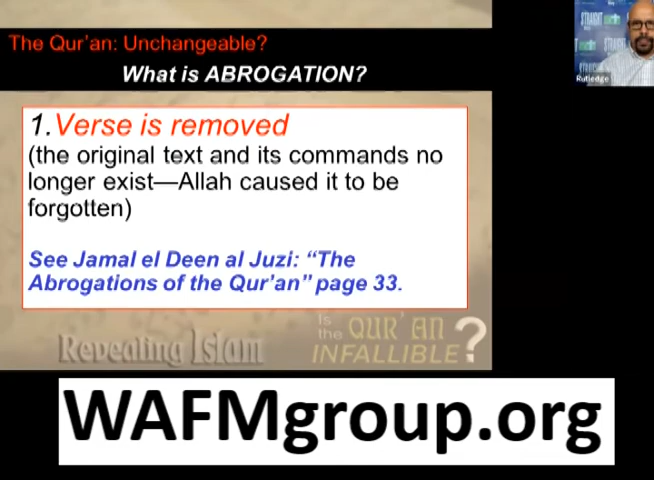 The Qur'an: Unchangeable?
What is ABROGATION?
1.Verse is removed
(the original text and its commands no
longer exist—Allah caused it to be
forgotten)
See Jamal el Deen al Juzi: “The
Abrogations of the Qur’an” page 33.
Revealing Islam
Is
the QUR'AN
INFALLIBLE?
WAFMgroup.org
STRAIGHT
Rutledge